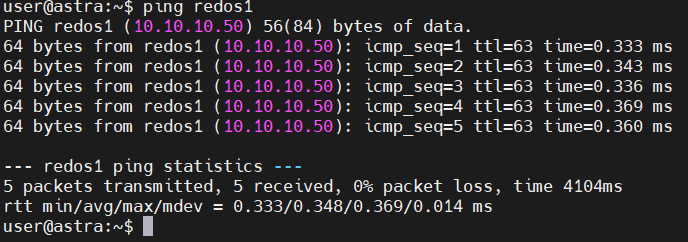 user@astra:~$ ping redos1
PING redos1 (10.10.10.50) 56(84) bytes of data.
64 bytes from redos1 (10.10.10.50): icmp_seq=1 ttl=63 time=0.333 ms
64 bytes from redos1 (10.10.10.50): icmp_seq=2 ttl=63 time=0.343 ms
64 bytes from redos1 (10.10.10.50): icmp_seq=3 ttl=63 time=0.336 ms
64 bytes from redos1 (10.10.10.50): icmp_seq=4 ttl=63 time=0.369 ms
64 bytes from redos1 (10.10.10.50): icmp_seq=5 ttl=63 time=0.360 ms

--- redos1 ping statistics ---
5 packets transmitted, 5 received, 0% packet loss, time 4104ms
rtt min/avg/max/mdev = 0.333/0.348/0.369/0.014 ms
user@astra:~$